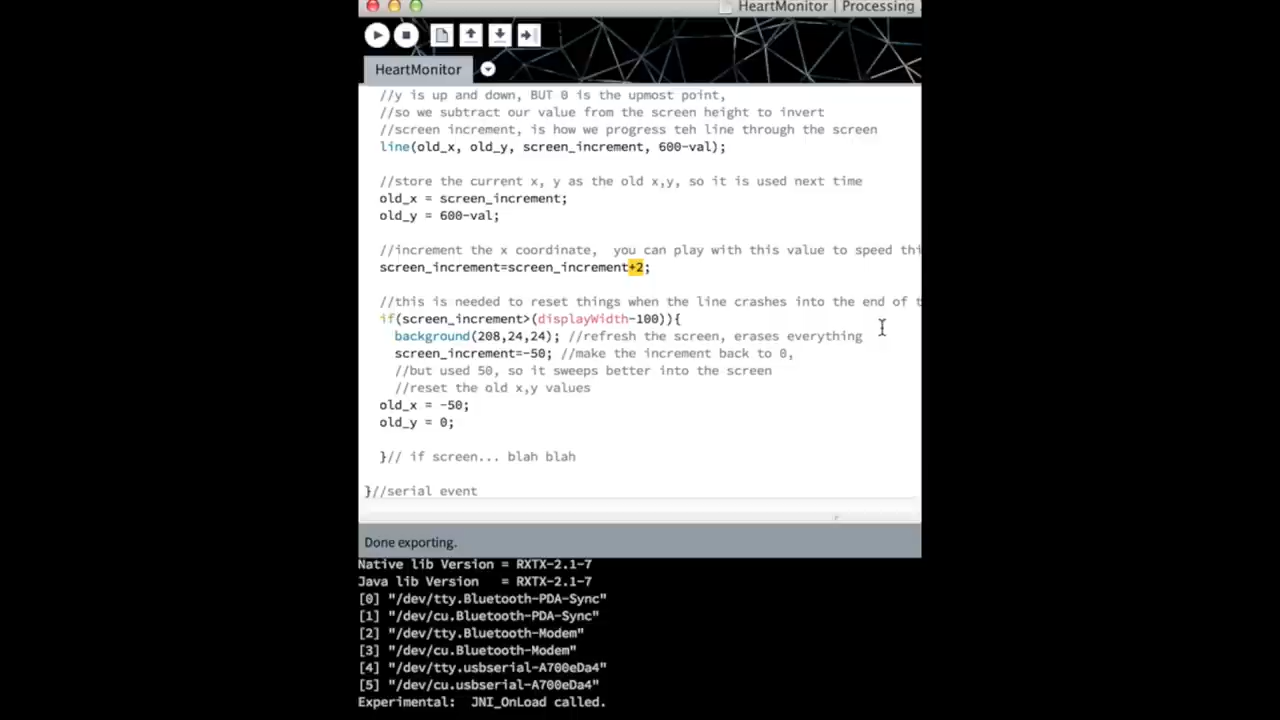 HeartMonitor | Processing
HeartMonitor
//y is up and down, BUT 0 is the upmost point,
//so we subtract our value from the screen height to invert
//screen increment, is how we progress teh line through the screen
line(old_x, old_y, screen_increment, 600-val);
//store the current x, y as the old x,y, so it is used next time
old_x = screen_increment;
old_y = 600-val;
//increment the x coordinate,  you can play with this value to speed thi
screen_increment=screen_increment+2;
//this is needed to reset things when the line crashes into the end of t
if(screen_increment>(displayWidth-100)){
background(208,24,24); //refresh the screen, erases everything
screen_increment=-50; //make the increment back to 0,
//but used 50, so it sweeps better into the screen
//reset the old x,y values
old_x = -50;
old_y = 0;
}// if screen... blah blah
}//serial event
Done exporting.
Native lib Version = RXTX-2.1-7
Java lib Version   = RXTX-2.1-7
[0] "/dev/tty.Bluetooth-PDA-Sync"
[1] "/dev/cu.Bluetooth-PDA-Sync"
[2] "/dev/tty.Bluetooth-Modem"
[3] "/dev/cu.Bluetooth-Modem"
[4] "/dev/tty.usbserial-A700eDa4"
[5] "/dev/cu.usbserial-A700eDa4"
Experimental:  JNI_OnLoad called.